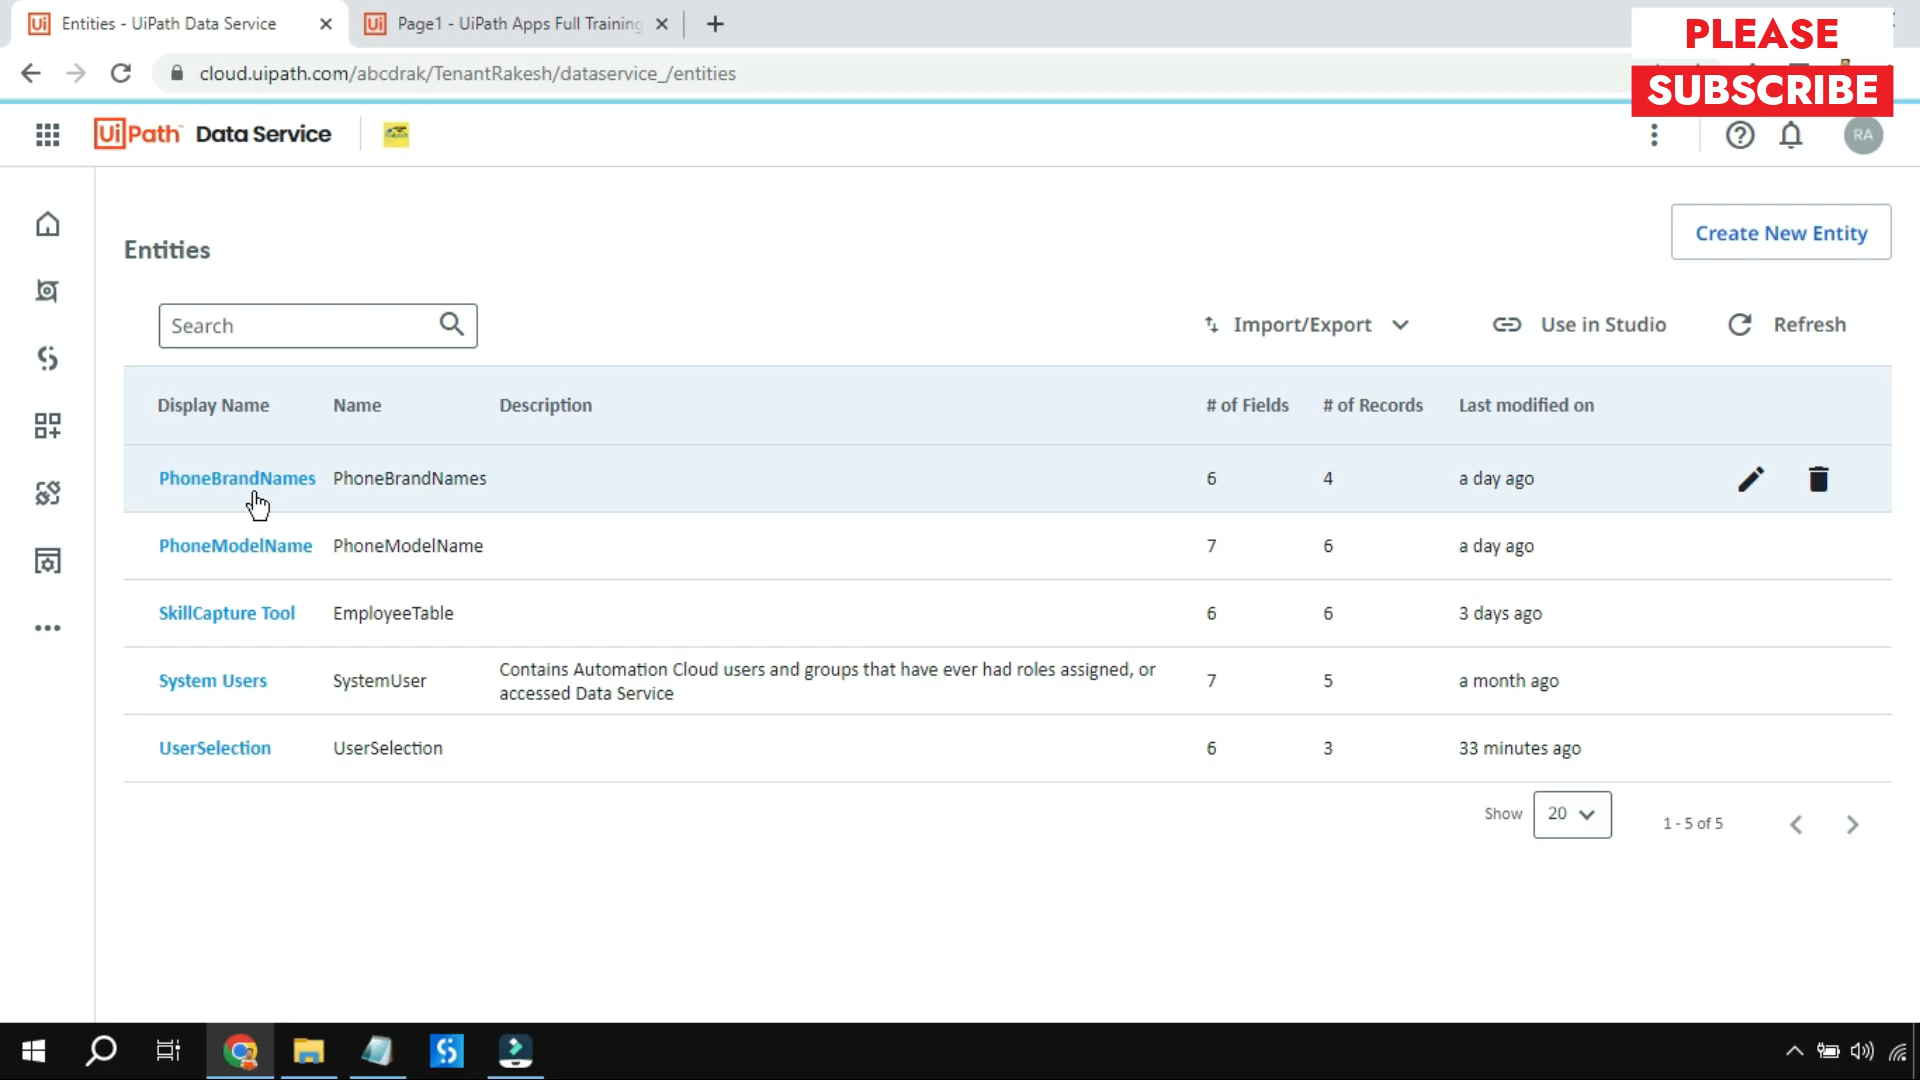 Entities - UiPath Data Service
Page1 - UiPath Apps Full Training
PLEASE
SUBSCRIBE
cloud.uipath.com/abcdrak/TenantRakesh/dataservice_/entities
UiPath™ Data Service
RA
Entities
Create New Entity
Search
Import/Export
Use in Studio
Refresh
Display Name Name Description # of Fields # of Records Last modified on
PhoneBrandNames PhoneBrandNames 6 4 a day ago
PhoneModelName PhoneModelName 7 6 a day ago
SkillCapture Tool EmployeeTable 6 6 3 days ago
System Users SystemUser Contains Automation Cloud users and groups that have ever had roles assigned, or accessed Data Service 7 5 a month ago
UserSelection UserSelection 6 3 33 minutes ago
Show 20 1 - 5 of 5